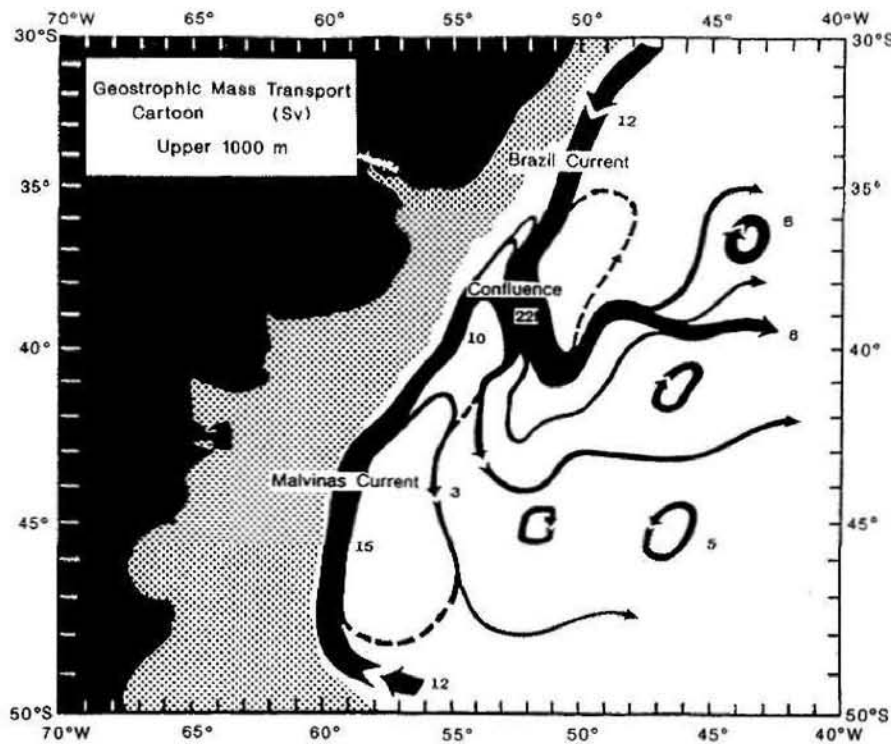 70°W 65° 60° 55° 50° 45° 40°W
30°S 30°S
Geostrophic Mass Transport
Cartoon (Sv)
Upper 1000 m
12
Brazil Current
35° 35°
6
Confluence
22
10
40° 40°
8
Malvinas Current
3
45° 45°
15
5
12
50°S 50°S
70°W 65° 60° 55° 50° 45° 40°W